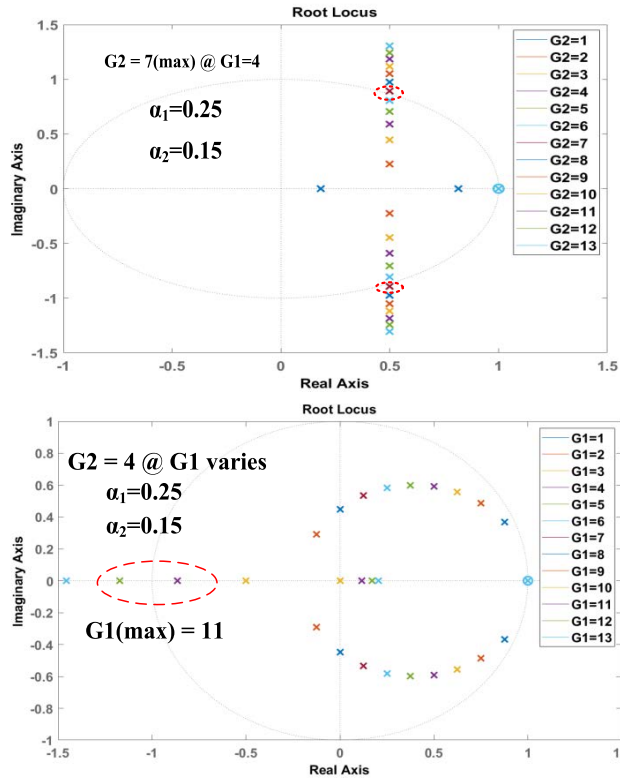 Root Locus
G2 = 7(max) @ G1=4
α1=0.25
α2=0.15
Imaginary Axis
1.5
1
0.5
0
-0.5
-1
-1.5
-1
-0.5
0
0.5
1
1.5
Real Axis
G2=1
G2=2
G2=3
G2=4
G2=5
G2=6
G2=7
G2=8
G2=9
G2=10
G2=11
G2=12
G2=13
Root Locus
G2 = 4 @ G1 varies
α1=0.25
α2=0.15
G1(max) = 11
Imaginary Axis
1
0.8
0.6
0.4
0.2
0
-0.2
-0.4
-0.6
-0.8
-1
-1.5
-1
-0.5
0
0.5
1
Real Axis
G1=1
G1=2
G1=3
G1=4
G1=5
G1=6
G1=7
G1=8
G1=9
G1=10
G1=11
G1=12
G1=13